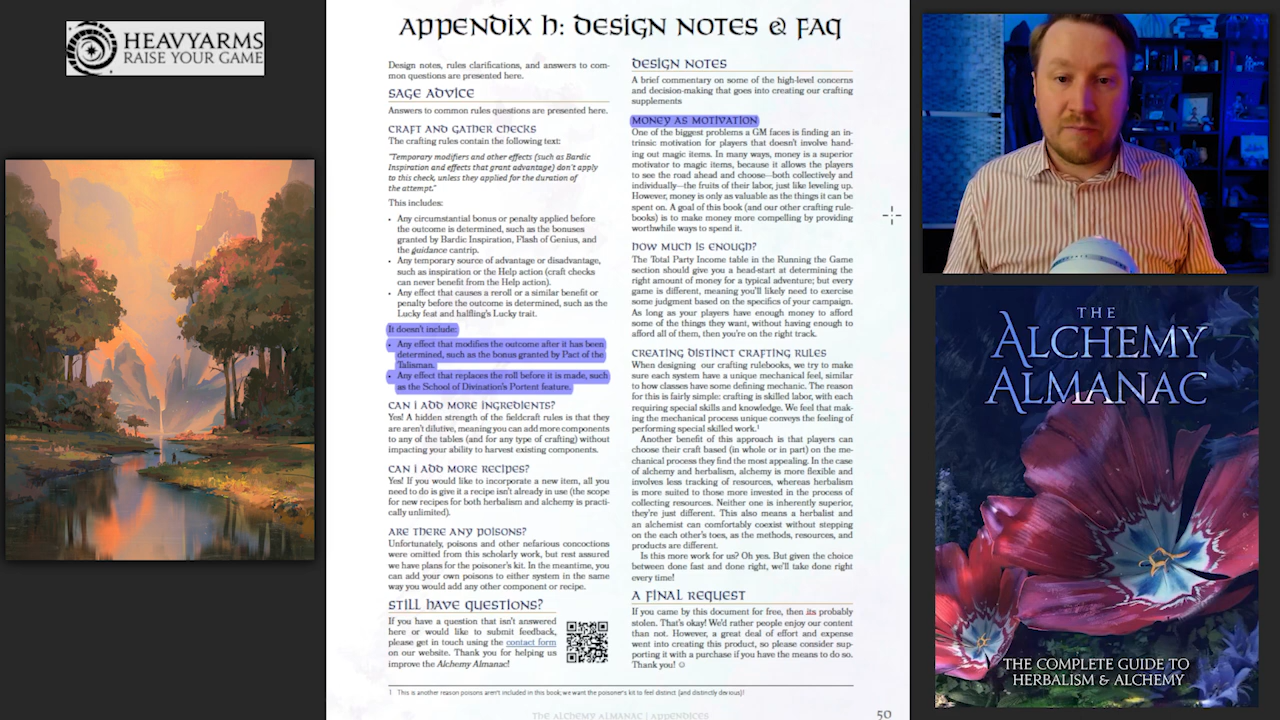 HEAVYARMS
RAISE YOUR GAME
APPENDIX H: DESIGN NOTES & FAQ
Design notes, rules clarifications, and answers to com-
mon questions are presented here.
SAGE ADVICE
Answers to common rules questions are presented here.
CRAFT AND GATHER CHECKS
The crafting rules contain the following text:
"Temporary modifiers and other effects (such as Bardic
Inspiration and effects that grant advantage) don't apply
to this check, unless they applied for the duration of
the attempt."
This includes:
• Any circumstantial bonus or penalty applied before
the outcome is determined, such as the bonuses
granted by Bardic Inspiration, Flash of Genius, and
the guidance cantrip.
• Any temporary source of advantage or disadvantage,
such as inspiration or the Help action (craft checks
can never benefit from the Help action).
• Any effect that causes a reroll or a similar benefit or
penalty before the outcome is determined, such as the
Lucky feat and halfling's Lucky trait.
It doesn't include:
• Any effect that modifies the outcome after it has been
determined, such as the bonus granted by Pact of the
Talisman.
• Any effect that replaces the roll before it is made, such
as the School of Divination's Portent feature.
CAN I ADD MORE INGREDIENTS?
Yes! A hidden strength of the fieldcraft rules is that they
are aren't dilutive, meaning you can add more components
to any of the tables (and for any type of crafting) without
impacting your ability to harvest existing components.
CAN I ADD MORE RECIPES?
Yes! If you would like to incorporate a new item, all you
need to do is give it a recipe isn't already in use (the scope
for new recipes for both herbalism and alchemy is practi-
cally unlimited).
ARE THERE ANY POISONS?
Unfortunately, poisons and other nefarious concoctions
were omitted from this scholarly work, but rest assured
we have plans for the poisoner's kit. In the meantime, you
can add your own poisons to either system in the same
way you would add any other component or recipe.
STILL HAVE QUESTIONS?
If you have a question that isn't answered
here or would like to submit feedback,
please get in touch using the contact form
on our website. Thank you for helping us
improve the Alchemy Almanac!
DESIGN NOTES
A brief commentary on some of the high-level concerns
and decision-making that goes into creating our crafting
supplements
MONEY AS MOTIVATION
One of the biggest problems a GM faces is finding an in-
trinsic motivation for players that doesn't involve hand-
ing out magic items. In many ways, money is a superior
motivator to magic items, because it allows the players
to see the road ahead and choose—both collectively and
individually—the fruits of their labor, just like leveling up.
However, money is only as valuable as the things it can be
spent on. A goal of this book (and our other crafting rule-
books) is to make money more compelling by providing
worthwhile ways to spend it.
HOW MUCH IS ENOUGH?
The Total Party Income table in the Running the Game
section should give you a head-start at determining the
right amount of money for a typical adventure; but every
game is different, meaning you'll likely need to exercise
some judgment based on the specifics of your campaign.
As long as your players have enough money to afford
some of the things they want, without having enough to
afford all of them, then you're on the right track.
CREATING DISTINCT CRAFTING RULES
When designing our crafting rulebooks, we try to make
sure each system have a unique mechanical feel, similar
to how classes have some defining mechanic. The reason
for this is fairly simple: crafting is skilled labor, with each
requiring special skills and knowledge. We feel that mak-
ing the mechanical process unique conveys the feeling of
performing special skilled work.1
Another benefit of this approach is that players can
choose their craft based (in whole or in part) on the me-
chanical process they find the most appealing. In the case
of alchemy and herbalism, alchemy is more flexible and
involves less tracking of resources, whereas herbalism
is more suited to those more invested in the process of
collecting resources. Neither one is inherently superior,
they're just different. This also means a herbalist and
an alchemist can comfortably coexist without stepping
on the each other's toes, as the methods, resources, and
products are different.
Is this more work for us? Oh yes. But given the choice
between done fast and done right, we'll take done right
every time!
A FINAL REQUEST
If you came by this document for free, then its probably
stolen. That's okay! We'd rather people enjoy our content
than not. However, a great deal of effort and expense
went into creating this product, so please consider sup-
porting it with a purchase if you have the means to do so.
Thank you! ☺
1 This is another reason poisons aren't included in this book; we want the poisoner's kit to feel distinct (and distinctly devious)!
THE ALCHEMY ALMANAC | APPENDICES
50
THE
ALCHEMY
ALMANAC
THE COMPLETE GUIDE TO
HERBALISM & ALCHEMY